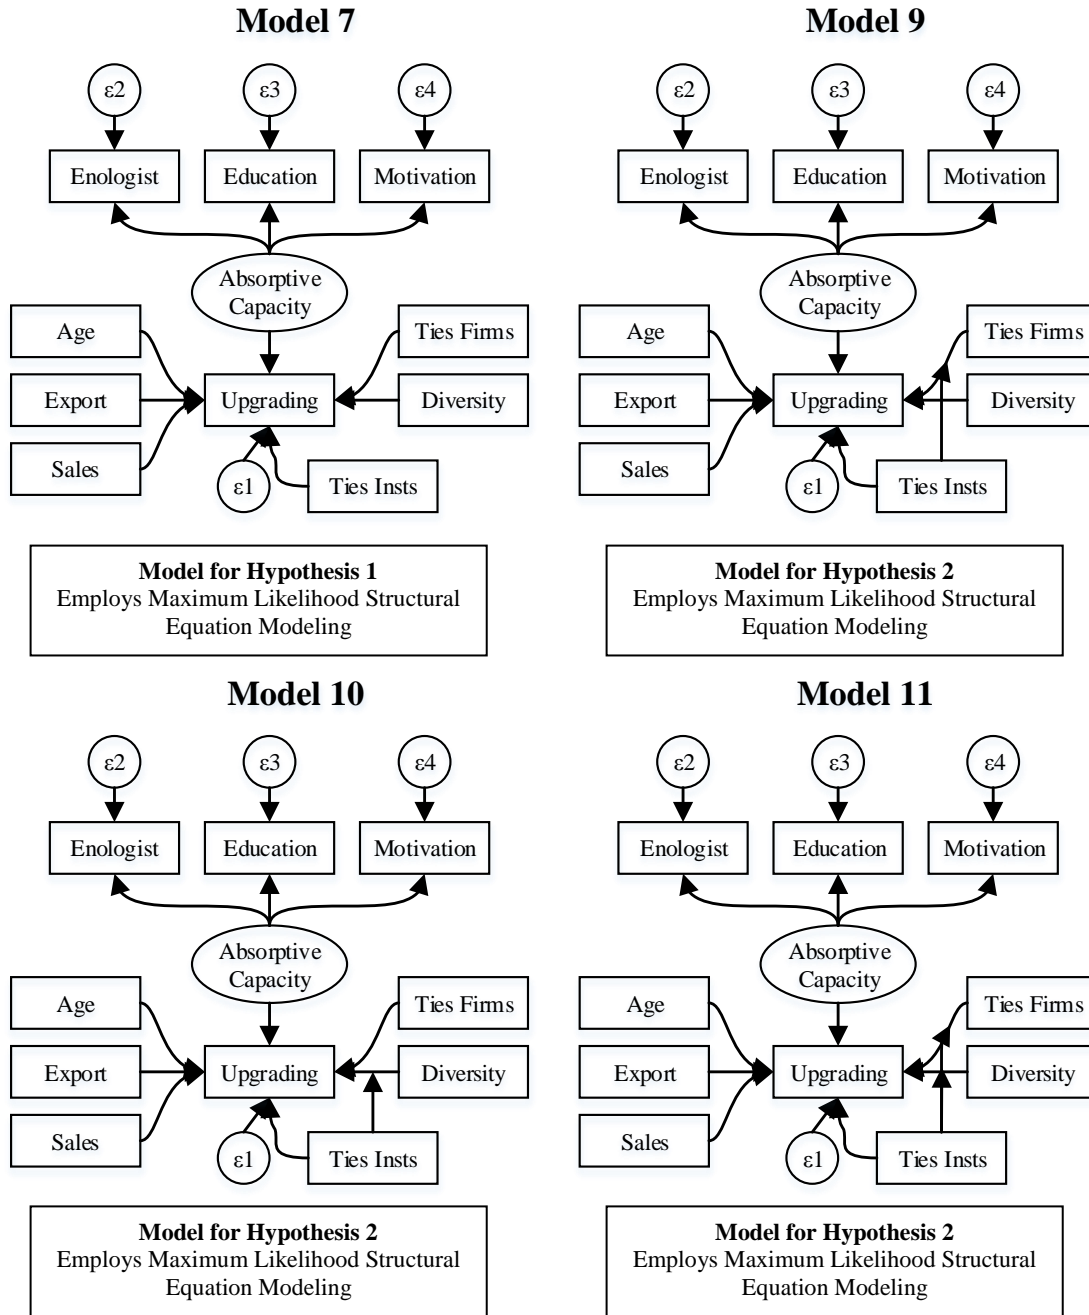 Model 7
ε2
ε3
ε4
Enologist
Education
Motivation
Absorptive
Capacity
Age
Ties Firms
Export
Upgrading
Diversity
Sales
ε1
Ties Insts
Model for Hypothesis 1
Employs Maximum Likelihood Structural
Equation Modeling
Model 9
ε2
ε3
ε4
Enologist
Education
Motivation
Absorptive
Capacity
Age
Ties Firms
Export
Upgrading
Diversity
Sales
ε1
Ties Insts
Model for Hypothesis 2
Employs Maximum Likelihood Structural
Equation Modeling
Model 10
ε2
ε3
ε4
Enologist
Education
Motivation
Absorptive
Capacity
Age
Ties Firms
Export
Upgrading
Diversity
Sales
ε1
Ties Insts
Model for Hypothesis 2
Employs Maximum Likelihood Structural
Equation Modeling
Model 11
ε2
ε3
ε4
Enologist
Education
Motivation
Absorptive
Capacity
Age
Ties Firms
Export
Upgrading
Diversity
Sales
ε1
Ties Insts
Model for Hypothesis 2
Employs Maximum Likelihood Structural
Equation Modeling